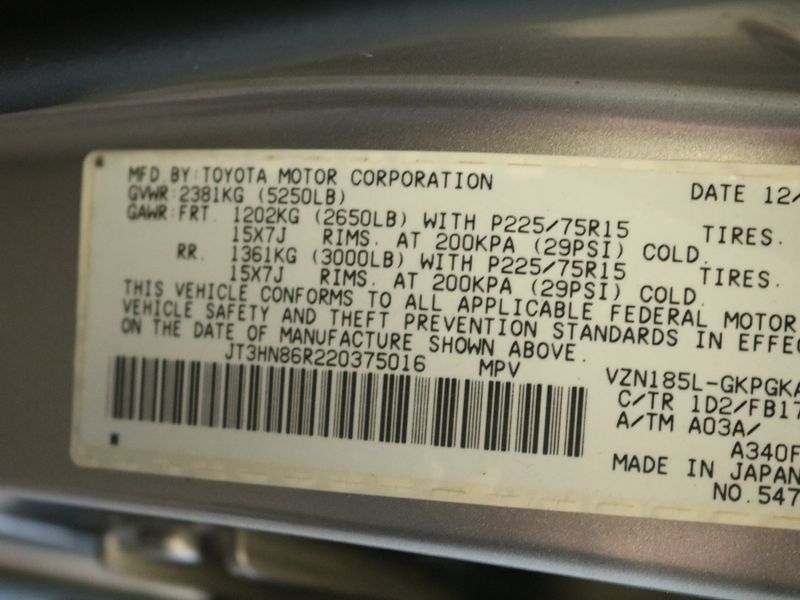 MFD.BY:TOYOTA MOTOR CORPORATION DATE 12/
GVWR:2381KG (5250LB)
GAWR:FRT. 1202KG (2650LB) WITH P225/75R15 TIRES.
15X7J RIMS. AT 200KPA (29PSI) COLD.
RR. 1361KG (3000LB) WITH P225/75R15 TIRES.
15X7J RIMS. AT 200KPA (29PSI) COLD.
THIS VEHICLE CONFORMS TO ALL APPLICABLE FEDERAL MOTOR
VEHICLE SAFETY AND THEFT PREVENTION STANDARDS IN EFFEC
ON THE DATE OF MANUFACTURE SHOWN ABOVE.
JT3HN86R220375016 MPV
VZN185L-GKPGKA
C/TR 1D2/FB17
A/TM A03A/
A340F
MADE IN JAPAN
NO.547